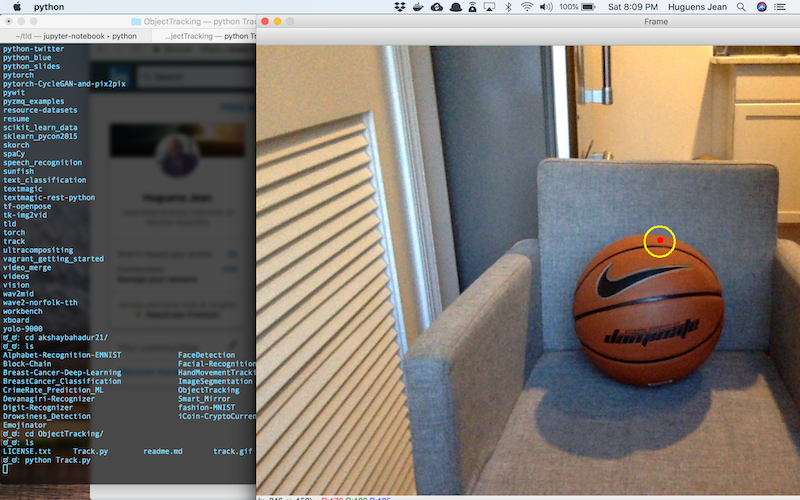 python
100%
Sat 8:09 PM
Huguens Jean
ObjectTracking — python Trac
Frame
~/tld — jupyter-notebook • python
...jectTracking — python Tr
python-twitter
python_blue
python_slides
pytorch
pytorch-CycleGAN-and-pix2pix
pywit
pyzmq_examples
resource-datasets
resume
scikit_learn_data
sklearn_pycon2015
skorch
spaCy
speech_recognition
sunfish
text_classification
textmagic
textmagic-rest-python
tf-openpose
tk-img2vid
tld
torch
track
ultracompositing
vagrant_getting_started
video_merge
videos
vision
wav2mid
wave2-norfolk-tth
workbench
xboard
yolo-9000
cd akshaybahadur21/
ls
Alphabet-Recognition-EMNIST FaceDetection
Block-Chain Facial-Recognitio
Breast-Cancer-Deep-Learning HandMovementTracki
BreastCancer_Classification ImageSegmentation
CrimeRate_Prediction_ML ObjectTracking
Devanagiri-Recognizer Smart_Mirror
Digit-Recognizer fashion-MNIST
Drowsiness_Detection iCoin-CryptoCurren
Emojinator
cd ObjectTracking/
ls
LICENSE.txt Track.py readme.md track.gif
python Track.py
Search
Huguens Jean
dominate